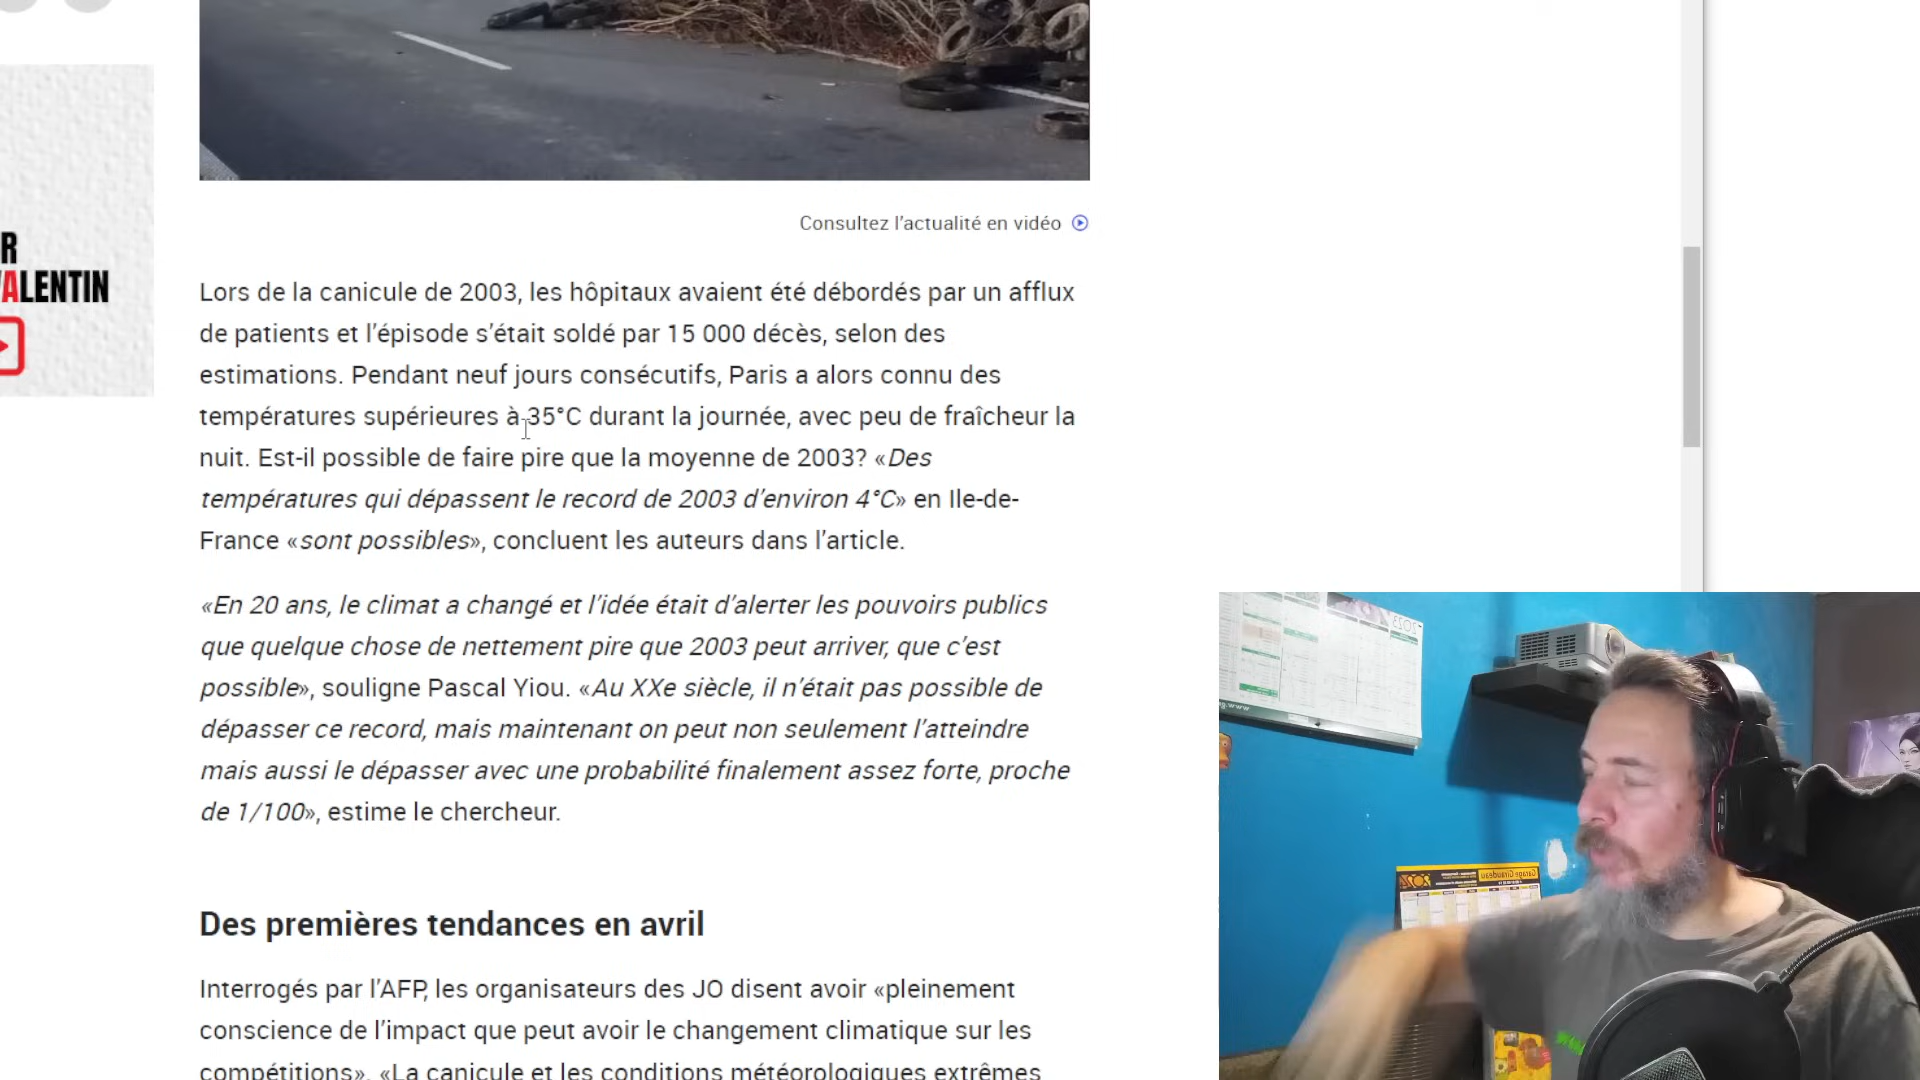 R
ALENTIN
Consultez l’actualité en vidéo
Lors de la canicule de 2003, les hôpitaux avaient été débordés par un afflux
de patients et l’épisode s’était soldé par 15 000 décès, selon des
estimations. Pendant neuf jours consécutifs, Paris a alors connu des
températures supérieures à 35°C durant la journée, avec peu de fraîcheur la
nuit. Est-il possible de faire pire que la moyenne de 2003? «Des
températures qui dépassent le record de 2003 d’environ 4°C» en Ile-de-
France «sont possibles», concluent les auteurs dans l’article.
«En 20 ans, le climat a changé et l’idée était d’alerter les pouvoirs publics
que quelque chose de nettement pire que 2003 peut arriver, que c’est
possible», souligne Pascal Yiou. «Au XXe siècle, il n’était pas possible de
dépasser ce record, mais maintenant on peut non seulement l’atteindre
mais aussi le dépasser avec une probabilité finalement assez forte, proche
de 1/100», estime le chercheur.
Des premières tendances en avril
Interrogés par l’AFP, les organisateurs des JO disent avoir «pleinement
conscience de l’impact que peut avoir le changement climatique sur les
compétitions». «La canicule et les conditions météorologiques extrêmes
2023